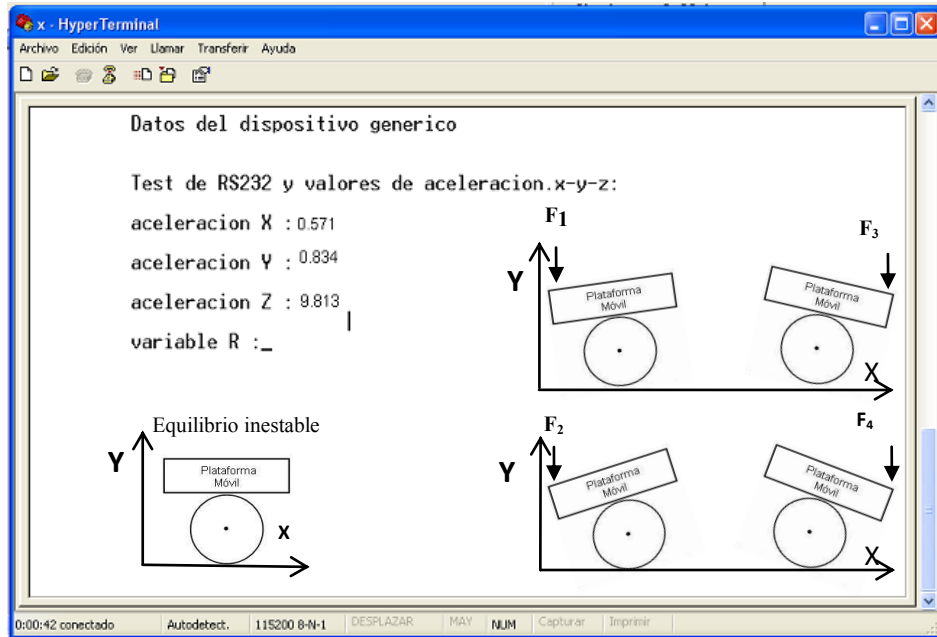 x - HyperTerminal
Archivo Edición Ver Llamar Transferir Ayuda
Datos del dispositivo generico
Test de RS232 y valores de aceleracion.x-y-z:
aceleracion X : 0.571
aceleracion Y : 0.834
aceleracion Z : 9.813
variable R :_
F1
F3
Y
Plataforma
Móvil
Plataforma
Móvil
X
Equilibrio inestable
Y
Plataforma
Móvil
X
F2
F4
Y
Plataforma
Móvil
Plataforma
Móvil
X
0:00:42 conectado Autodetect. 115200 8-N-1 DESPLAZAR MAY NUM Capturar Imprimir